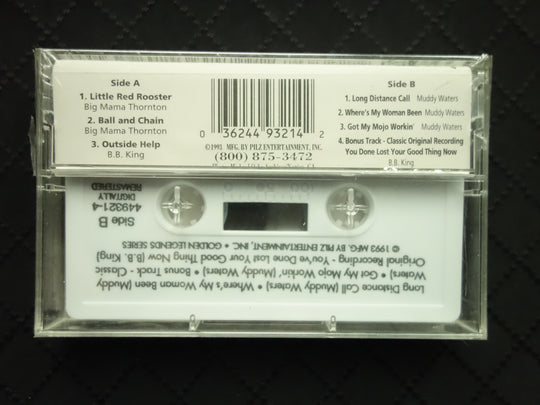 Side A
1. Little Red Rooster
Big Mama Thornton
2. Ball and Chain
Big Mama Thornton
3. Outside Help
B.B. King
0 36244 93214 2
©1991 MFG. BY PILZ ENTERTAINMENT, INC.
(800) 875-3472
Side B
1. Long Distance Call Muddy Waters
2. Where's My Woman Been Muddy Waters
3. Got My Mojo Workin' Muddy Waters
4. Bonus Track - Classic Original Recording
You Done Lost Your Good Thing Now
B.B. King
Side B
449321-4
DIGITALLY
REMASTERED
Long Distance Call (Muddy Waters) • Where's My Woman Been (Muddy
Waters) • Got My Mojo Workin' (Muddy Waters) • Bonus Track - Classic
Original Recording - You've Done Lost Your Good Thing Now (B.B. King)
© 1993 MFG. BY PILZ ENTERTAINMENT, INC. • GOLDEN LEGENDS SERIES